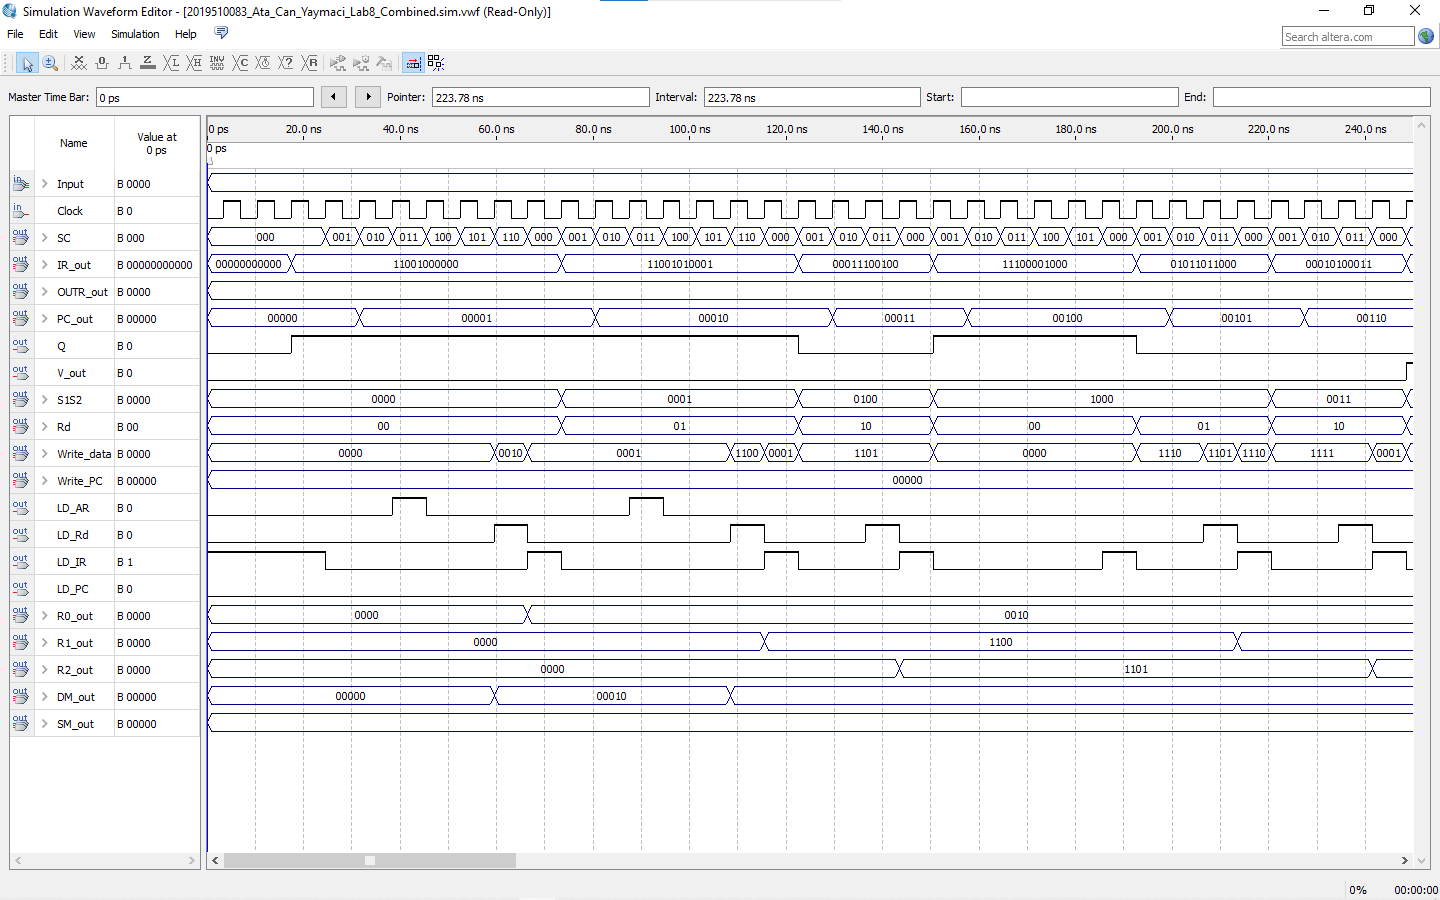 Simulation Waveform Editor - [2019510083_Ata_Can_Yaymaci_Lab8_Combined.sim.vwf (Read-Only)]
File Edit View Simulation Help
Search altera.com
Master Time Bar: 0 ps Pointer: 223.78 ns Interval: 223.78 ns Start: End:
Name Value at 0 ps
0 ps 20.0 ns 40.0 ns 60.0 ns 80.0 ns 100.0 ns 120.0 ns 140.0 ns 160.0 ns 180.0 ns 200.0 ns 220.0 ns 240.0 ns
0 ps
Input B 0000
Clock B 0
SC B 000 000 001 010 011 100 101 110 000 001 010 011 100 101 110 000 001 010 011 000 001 010 011 100 101 000 001 010 011 000 001 010 011 000
IR_out B 00000000000 00000000000 11001000000 11001010001 00011100100 11100001000 01011011000 00010100011
OUTR_out B 0000
PC_out B 00000 00000 00001 00010 00011 00100 00101 00110
Q B 0
V_out B 0
S1S2 B 0000 0000 0001 0100 1000 0011
Rd B 00 00 01 10 00 01 10
Write_data B 0000 0000 0010 0001 1100 0001 1101 0000 1110 1101 1110 1111 0001
Write_PC B 00000 00000
LD_AR B 0
LD_Rd B 0
LD_IR B 1
LD_PC B 0
R0_out B 0000 0000 0010
R1_out B 0000 0000 1100
R2_out B 0000 0000 1101
DM_out B 00000 00000 00010
SM_out B 00000
0% 00:00:00